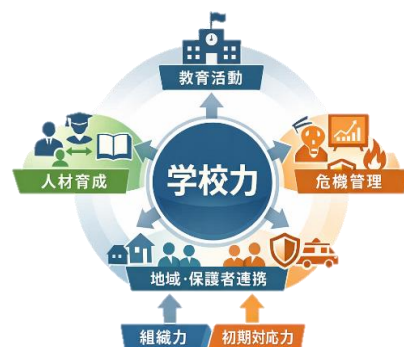 教育活動
人材育成
学校力
危機管理
地域・保護者連携
組織力
初期対応力